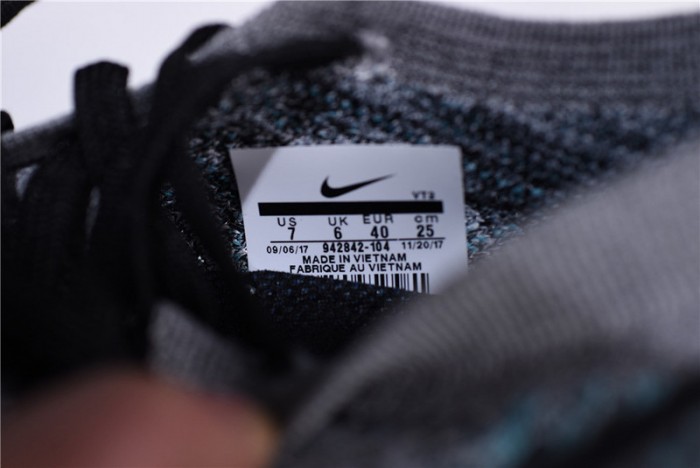 YT3
US UK EUR cm
7 6 40 25
09/06/17 942842-104 11/20/17
MADE IN VIETNAM
FABRIQUE AU VIETNAM